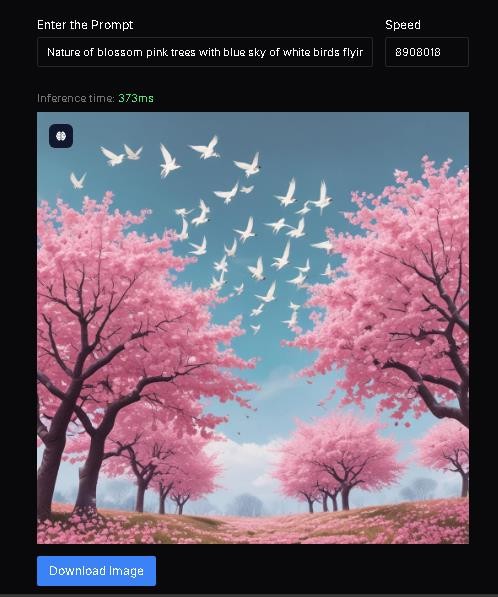 Enter the Prompt
Speed
Nature of blossom pink trees with blue sky of white birds flyir
8908018
Inference time: 373ms
Download Image